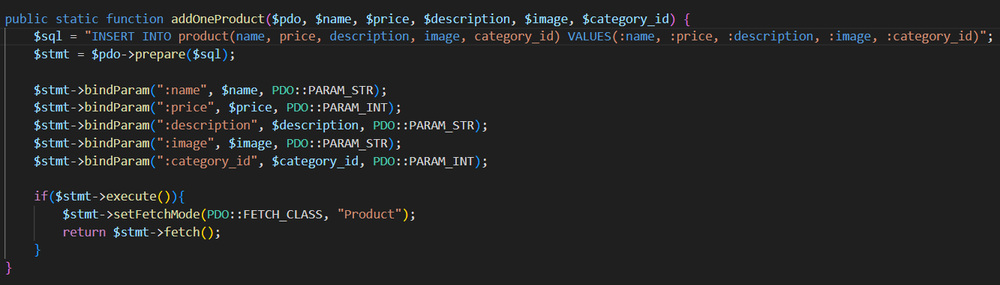 public static function addOneProduct($pdo, $name, $price, $description, $image, $category_id) {
    $sql = "INSERT INTO product(name, price, description, image, category_id) VALUES(:name, :price, :description, :image, :category_id)";
    $stmt = $pdo->prepare($sql);

    $stmt->bindParam(":name", $name, PDO::PARAM_STR);
    $stmt->bindParam(":price", $price, PDO::PARAM_INT);
    $stmt->bindParam(":description", $description, PDO::PARAM_STR);
    $stmt->bindParam(":image", $image, PDO::PARAM_STR);
    $stmt->bindParam(":category_id", $category_id, PDO::PARAM_INT);

    if($stmt->execute()){
        $stmt->setFetchMode(PDO::FETCH_CLASS, "Product");
        return $stmt->fetch();
    }
}